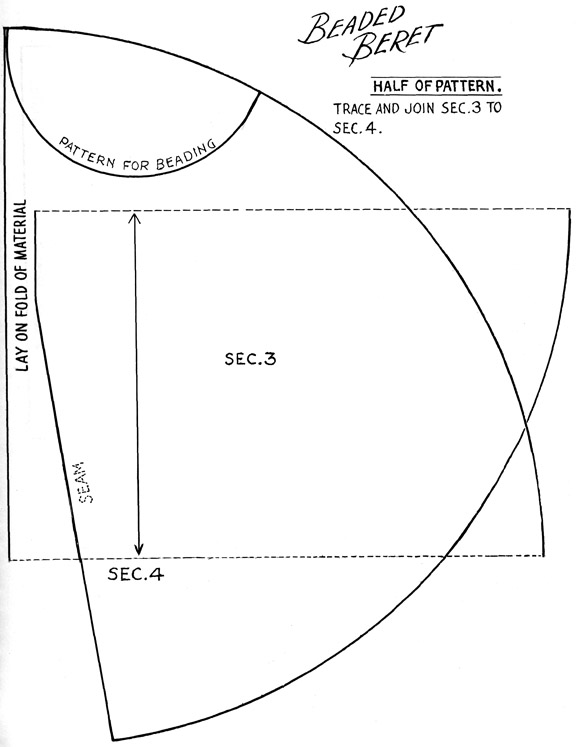 BEADED
BERET
HALF OF PATTERN.
TRACE AND JOIN SEC.3 TO
SEC.4.
PATTERN FOR BEADING
LAY ON FOLD OF MATERIAL
SEC.3
SEAM
SEC.4